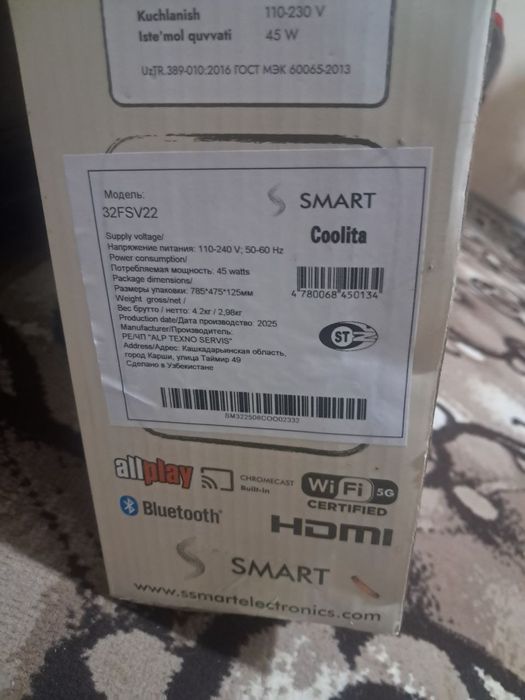 Kuchlanish 110-230 V
Iste'mol quvvati 45 W
UzTR.389-010:2016 ГОСТ МЭК 60065-2013
Модель:
32FSV22
SMART
Coolita
Supply voltage/
Напряжение питания: 110-240 V; 50-60 Hz
Power consumption/
Потребляемая мощность: 45 watts
Package dimensions/
Размеры упаковки: 785*475*125мм
Weight gross/net /
Вес брутто / нетто: 4.2кг / 2,98кг
Production date/Дата производство: 2025
Manufacturer/Производитель:
РЕ/ЧП "ALP TEXNO SERVIS"
Address/Адрес: Кашкадарьинская область,
город Карши, улица Таймир 49
Сделано в Узбекистане
4 780068 450134
ST
SM322508COO02333
allplay
CHROMECAST
Built-in
WiFi 5G
CERTIFIED
Bluetooth
HDMI
SMART
www.ssmartelectronics.com